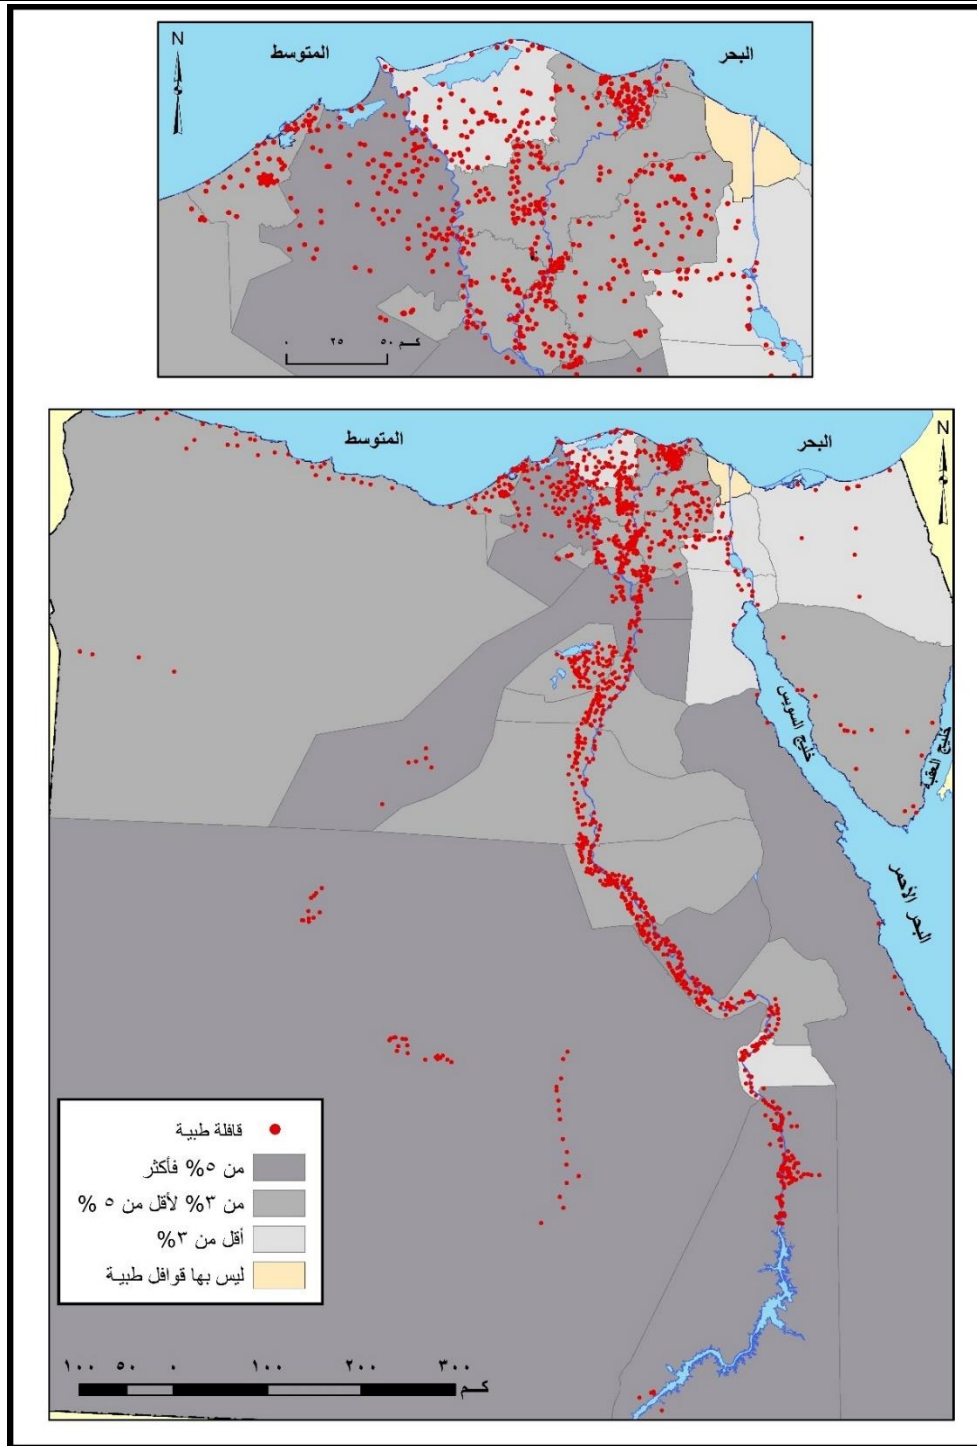 N
المتوسط
البحر
٠ ٢٥ ٥٠ كم
المتوسط
البحر
N
خليج السويس
خليج العقبة
البحر الأحمر
قافلة طبية
من ٥% فأكثر
من ٣% لأقل من ٥ %
أقل من ٣%
ليس بها قوافل طبية
١٠٠ ٥٠ ٠ ١٠٠ ٢٠٠ ٣٠٠
كــم